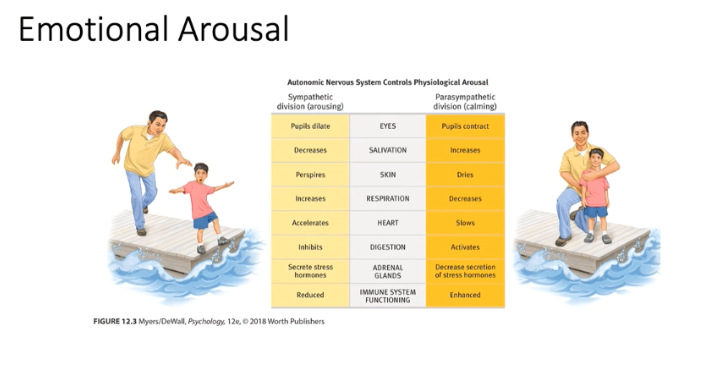 Emotional Arousal
Autonomic Nervous System Controls Physiological Arousal
Sympathetic
division (arousing)
Parasympathetic
division (calming)
Pupils dilate EYES Pupils contract
Decreases SALIVATION Increases
Perspires SKIN Dries
Increases RESPIRATION Decreases
Accelerates HEART Slows
Inhibits DIGESTION Activates
Secrete stress
hormones
ADRENAL
GLANDS
Decrease secretion
of stress hormones
Reduced
IMMUNE SYSTEM
FUNCTIONING
Enhanced
FIGURE 12.3 Myers/DeWall, Psychology, 12e, © 2018 Worth Publishers